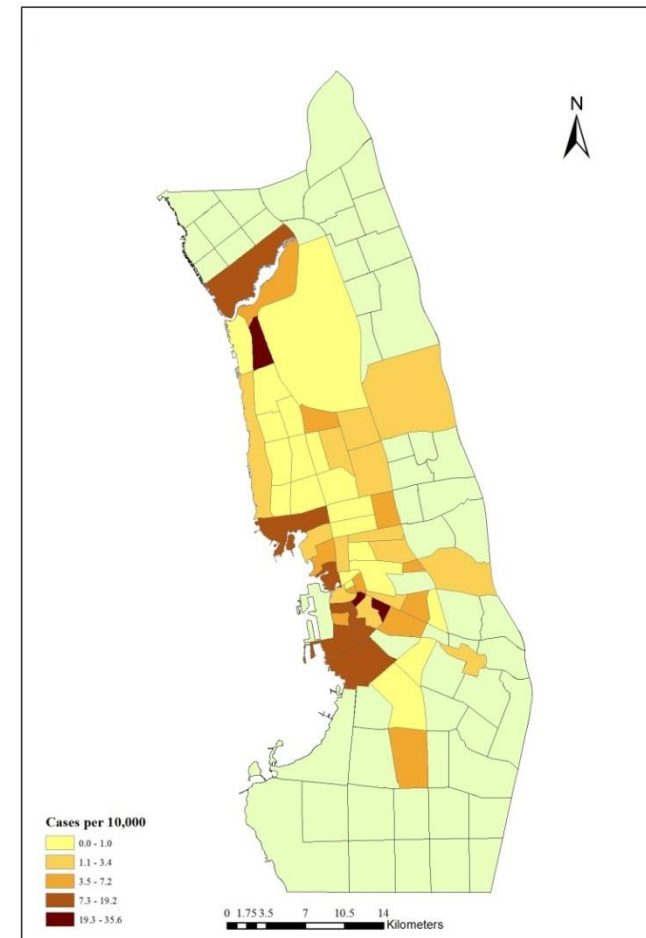 N
Cases per 10,000
0.0 - 1.0
1.1 - 3.4
3.5 - 7.2
7.3 - 19.2
19.3 - 35.6
0 1.75 3.5 7 10.5 14
Kilometers